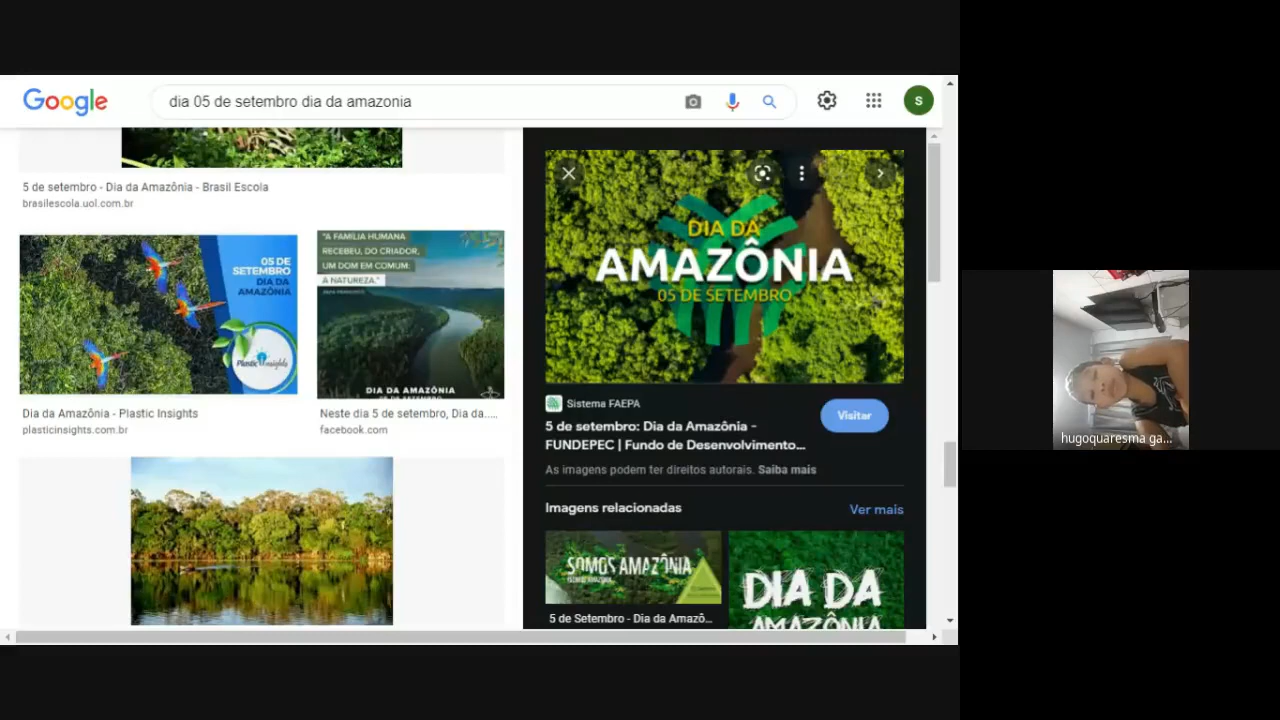 Google
dia 05 de setembro dia da amazonia
S
5 de setembro - Dia da Amazônia - Brasil Escola
brasilescola.uol.com.br
05 DE
SETEMBRO
DIA DA
AMAZÔNIA
Plastic Insights
Dia da Amazônia - Plastic Insights
plasticinsights.com.br
"A FAMÍLIA HUMANA
RECEBEU, DO CRIADOR,
UM DOM EM COMUM:
A NATUREZA."
DIA DA AMAZÔNIA
Neste dia 5 de setembro, Dia da.…
facebook.com
DIA DA
AMAZÔNIA
05 DE SETEMBRO
Sistema FAEPA
5 de setembro: Dia da Amazônia -
FUNDEPEC | Fundo de Desenvolvimento...
Visitar
As imagens podem ter direitos autorais. Saiba mais
Imagens relacionadas
Ver mais
SOMOS AMAZÔNIA
5 de Setembro - Dia da Amazô...
DIA DA
AMAZÔNIA
hugoquaresma ga...